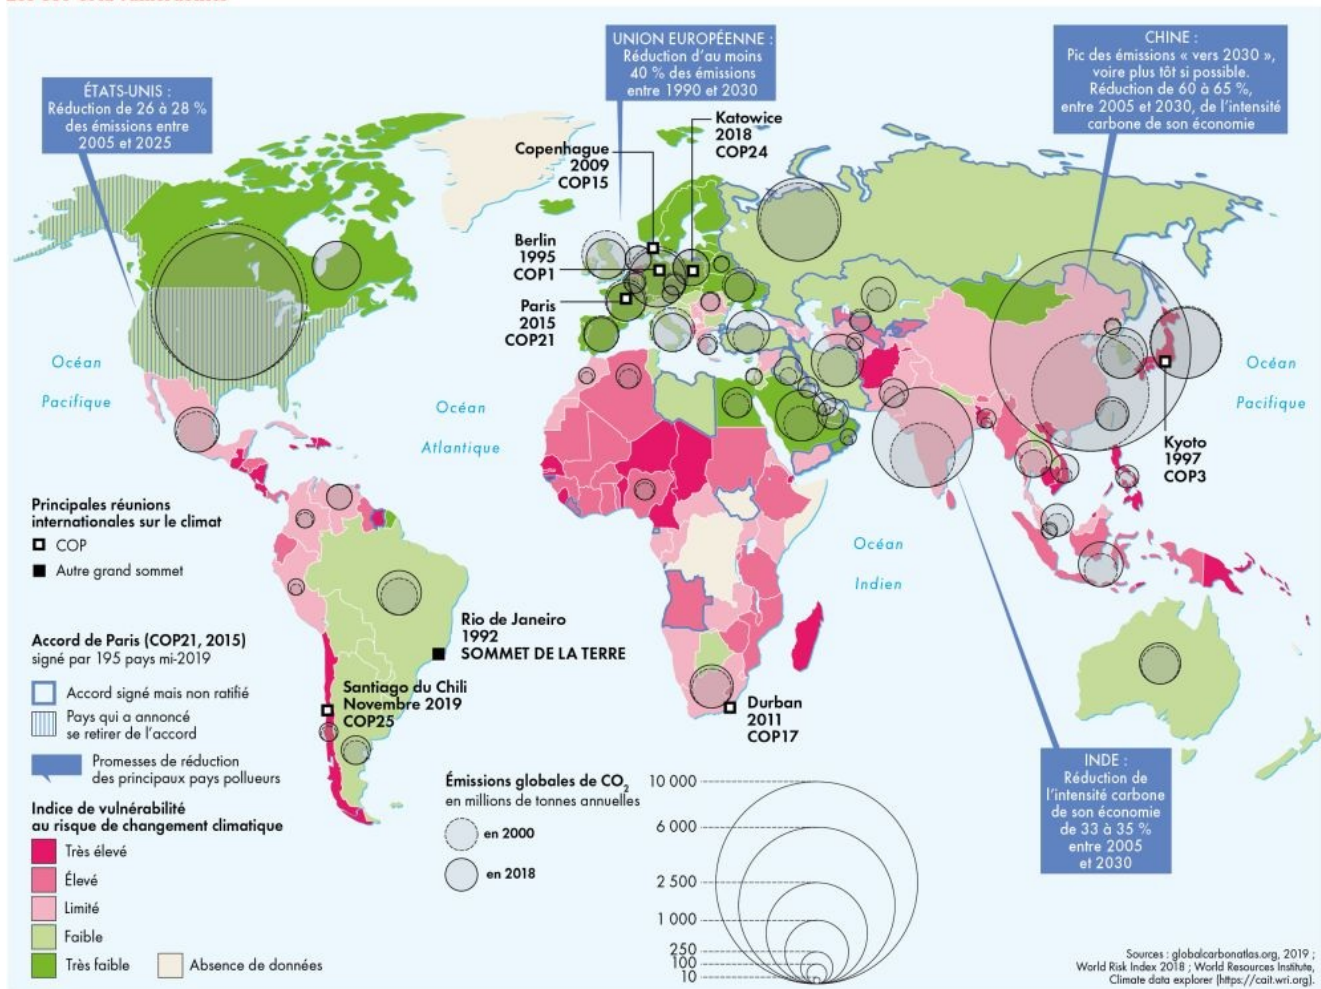 ÉTATS-UNIS :
Réduction de 26 à 28 %
des émissions entre
2005 et 2025
UNION EUROPÉENNE :
Réduction d'au moins
40 % des émissions
entre 1990 et 2030
CHINE :
Pic des émissions « vers 2030 »,
voire plus tôt si possible.
Réduction de 60 à 65 %,
entre 2005 et 2030, de l'intensité
carbone de son économie
Copenhague
2009
COP15
Katowice
2018
COP24
Berlin
1995
COP1
Paris
2015
COP21
Océan
Pacifique
Océan
Atlantique
Océan
Pacifique
Kyoto
1997
COP3
Océan
Indien
Rio de Janeiro
1992
SOMMET DE LA TERRE
Santiago du Chili
Novembre 2019
COP25
Durban
2011
COP17
INDE :
Réduction de
l'intensité carbone
de son économie
de 33 à 35 %
entre 2005
et 2030
Principales réunions
internationales sur le climat
COP
Autre grand sommet
Accord de Paris (COP21, 2015)
signé par 195 pays mi-2019
Accord signé mais non ratifié
Pays qui a annoncé
se retirer de l'accord
Promesses de réduction
des principaux pays pollueurs
Indice de vulnérabilité
au risque de changement climatique
Très élevé
Élevé
Limité
Faible
Très faible
Absence de données
Émissions globales de CO2
en millions de tonnes annuelles
en 2000
en 2018
10 000
6 000
2 500
1 000
250
100
10
Sources : globalcarbonatlas.org, 2019 ;
World Risk Index 2018 ; World Resources Institute,
Climate data explorer (https://cait.wri.org).